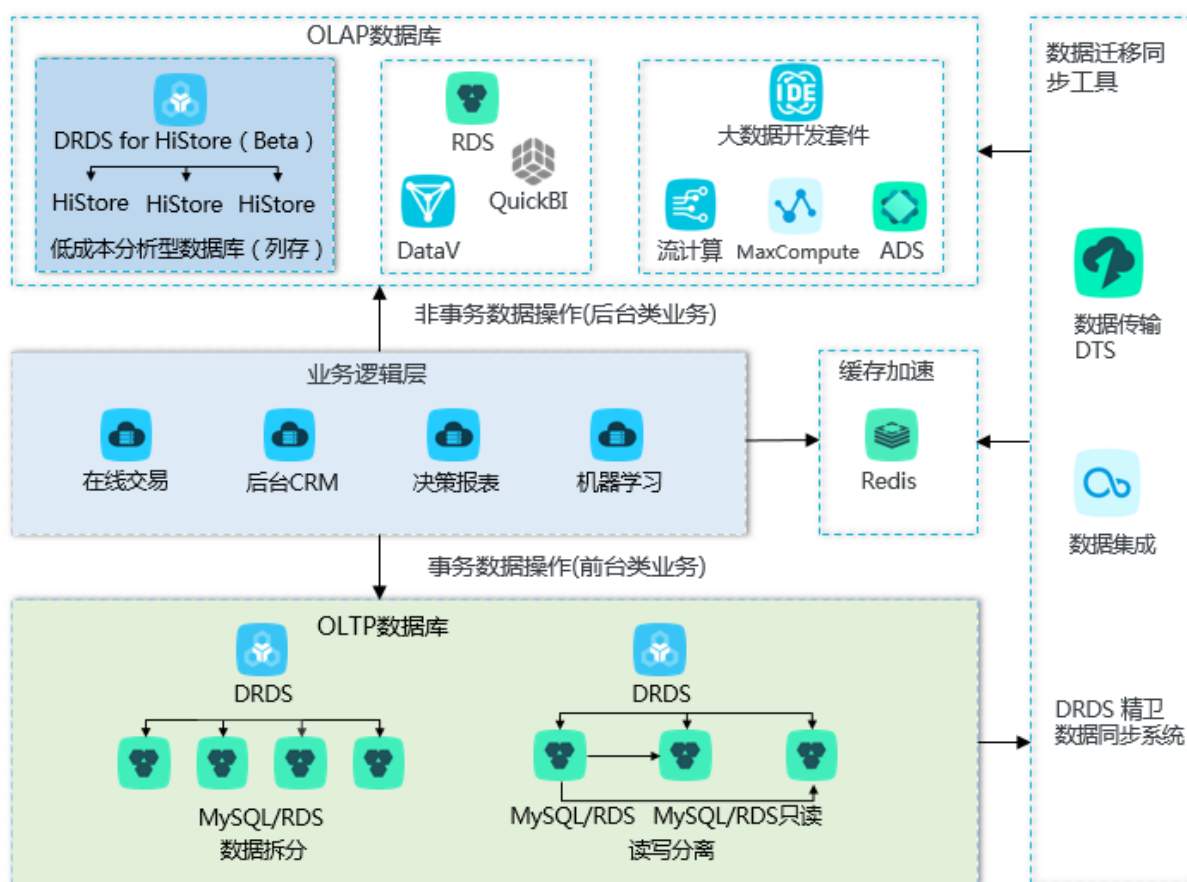 OLAP数据库
DRDS for HiStore（Beta）
HiStore HiStore HiStore
低成本分析型数据库（列存）
RDS
QuickBI
DataV
IDE
大数据开发套件
流计算 MaxCompute ADS
非事务数据操作(后台类业务)
业务逻辑层
在线交易 后台CRM 决策报表 机器学习
缓存加速
Redis
事务数据操作(前台类业务)
OLTP数据库
DRDS
MySQL/RDS
数据拆分
DRDS
MySQL/RDS MySQL/RDS只读
读写分离
数据迁移同
步工具
数据传输
DTS
数据集成
DRDS 精卫
数据同步系统